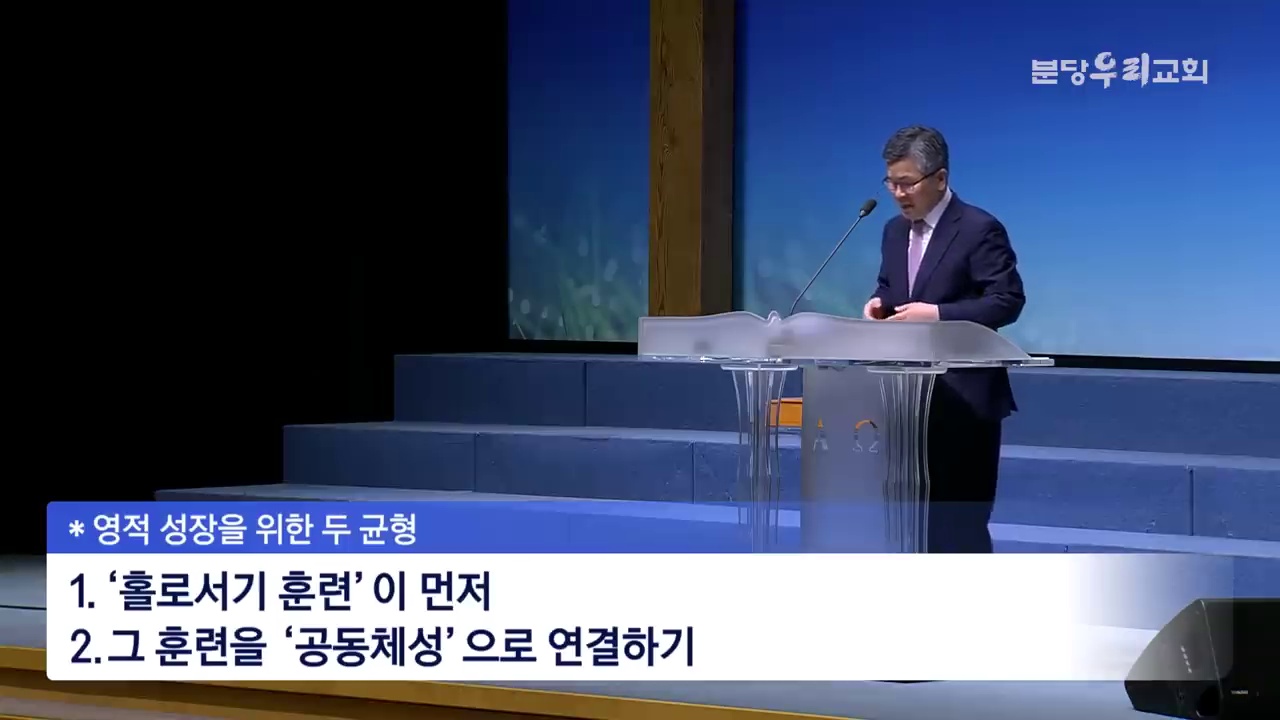 분당우리교회
A Ω
* 영적 성장을 위한 두 균형
1. ‘홀로서기 훈련’이 먼저
2. 그 훈련을 ‘공동체성’으로 연결하기